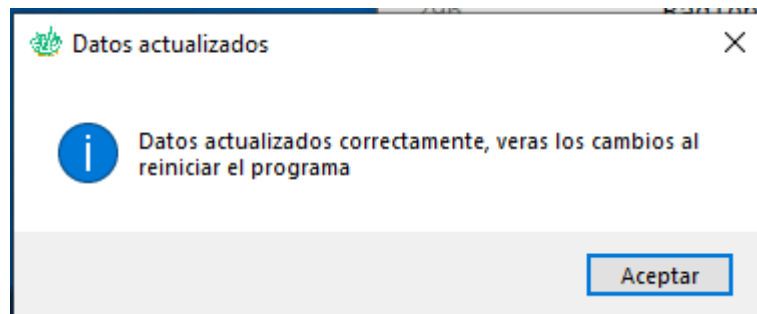 Datos actualizados
Datos actualizados correctamente, veras los cambios al
reiniciar el programa
Aceptar